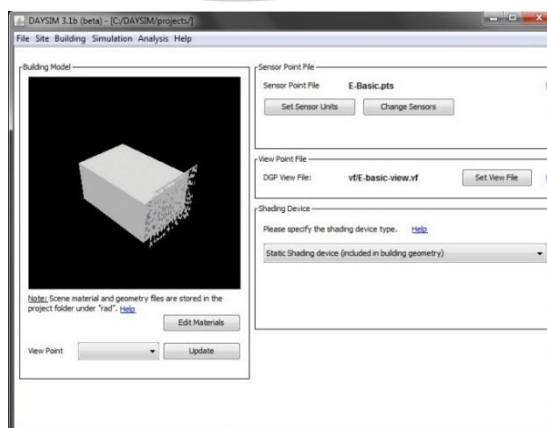 DAYSIM 3.1b (beta) - [C:/DAYSIM/projects/]
File Site Building Simulation Analysis Help
Building Model
Note: Scene material and geometry files are stored in the
project folder under "rad". Help
Edit Materials
View Point
Update
Sensor Point File
Sensor Point File E-Basic.pts
Set Sensor Units Change Sensors
View Point File
DGP View File: vf/E-basic-view.vf Set View File
Shading Device
Please specify the shading device type. Help
Static Shading device (included in building geometry)